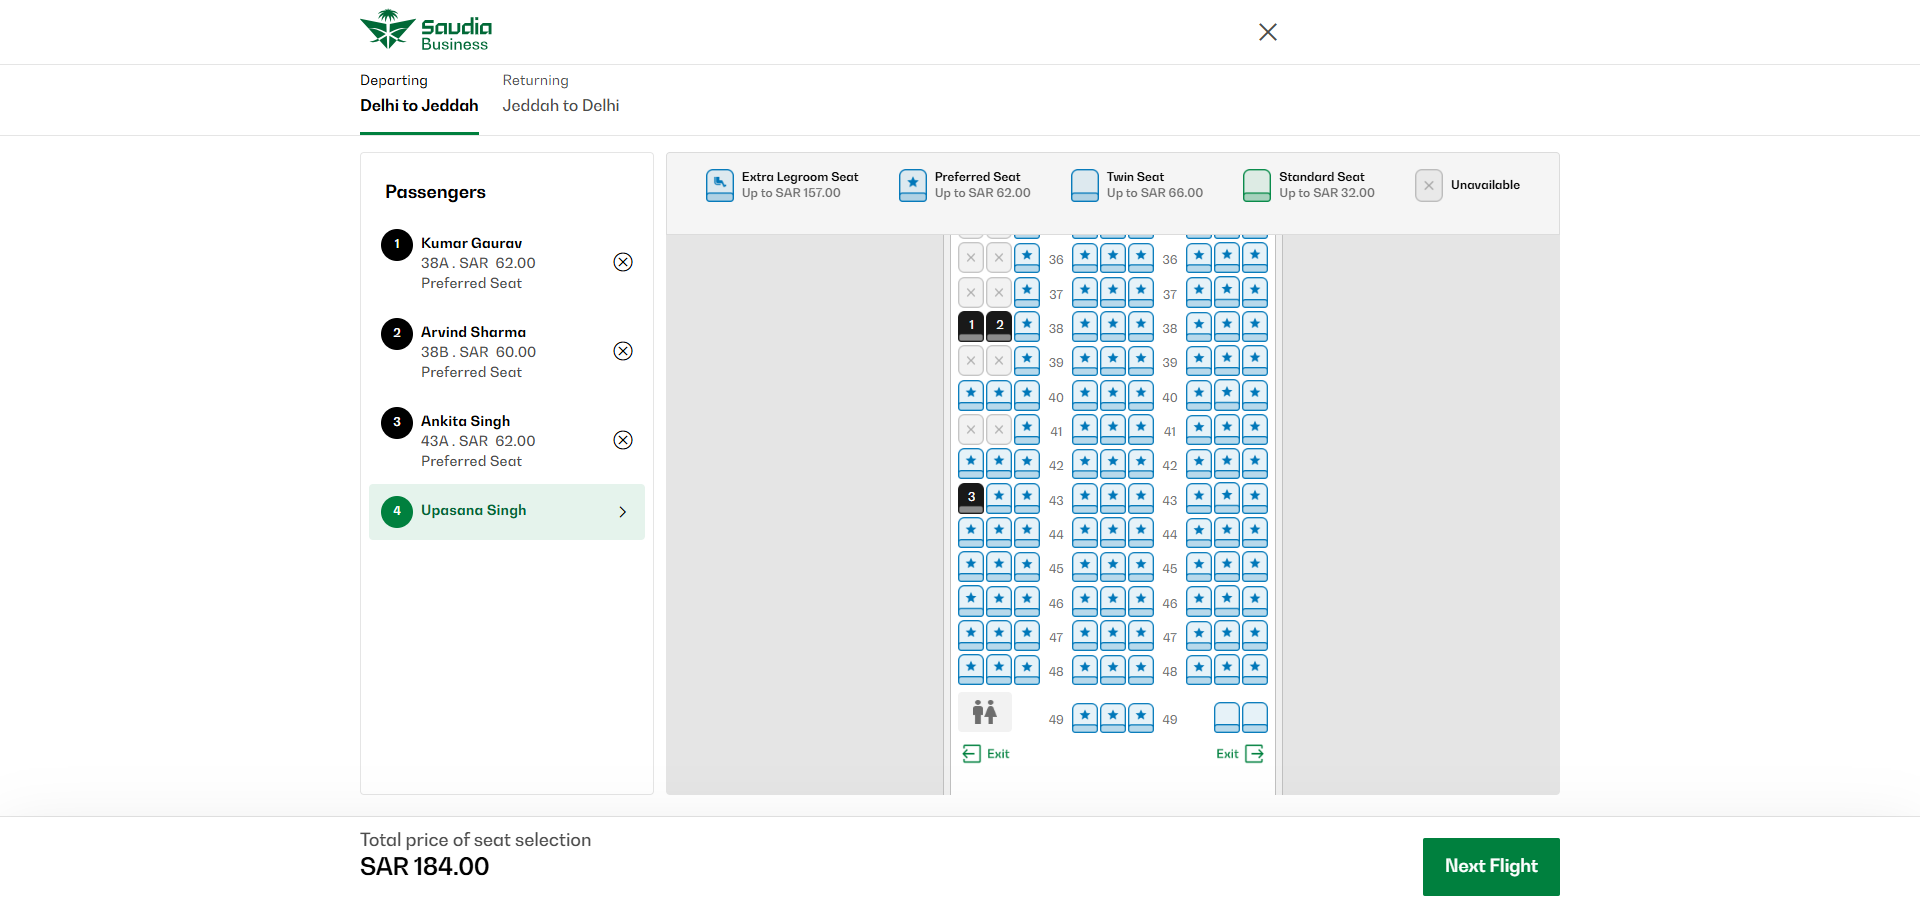 Saudia
Business
Departing
Delhi to Jeddah
Returning
Jeddah to Delhi
Passengers
1
Kumar Gaurav
38A . SAR 62.00
Preferred Seat
2
Arvind Sharma
38B . SAR 60.00
Preferred Seat
3
Ankita Singh
43A . SAR 62.00
Preferred Seat
4
Upasana Singh
Extra Legroom Seat
Up to SAR 157.00
Preferred Seat
Up to SAR 62.00
Twin Seat
Up to SAR 66.00
Standard Seat
Up to SAR 32.00
Unavailable
36 36
37 37
1 2 38 38
39 39
40 40
41 41
42 42
3 43 43
44 44
45 45
46 46
47 47
48 48
49 49
Exit Exit
Total price of seat selection
SAR 184.00
Next Flight